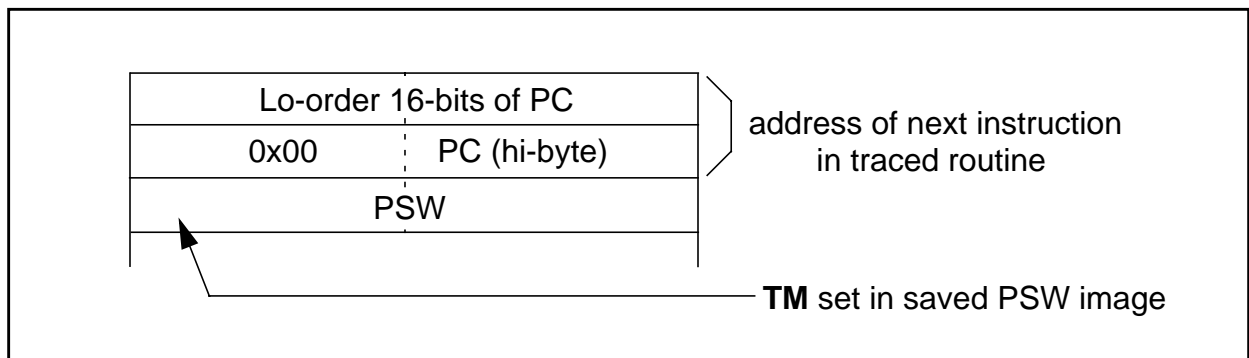 Lo-order 16-bits of PC
0x00 PC (hi-byte)
PSW
address of next instruction
in traced routine
TM set in saved PSW image